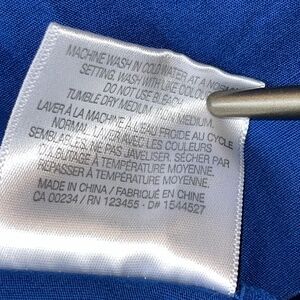 MACHINE WASH IN COLD WATER AT A NORMAL
SETTING. WASH WITH LIKE COLORS
DO NOT BLEACH.
TUMBLE DRY MEDIUM. IRON MEDIUM.
LAVER À LA MACHINE À L'EAU FROIDE AU CYCLE
NORMAL. LAVER AVEC LES COULEURS
SEMBLABLES. NE PAS JAVELISER. SÉCHER PAR
CULBUTAGE À TEMPÉRATURE MOYENNE.
REPASSER À TEMPÉRATURE MOYENNE.
MADE IN CHINA / FABRIQUÉ EN CHINE
CA 00234 / RN 123455 - D# 1544527